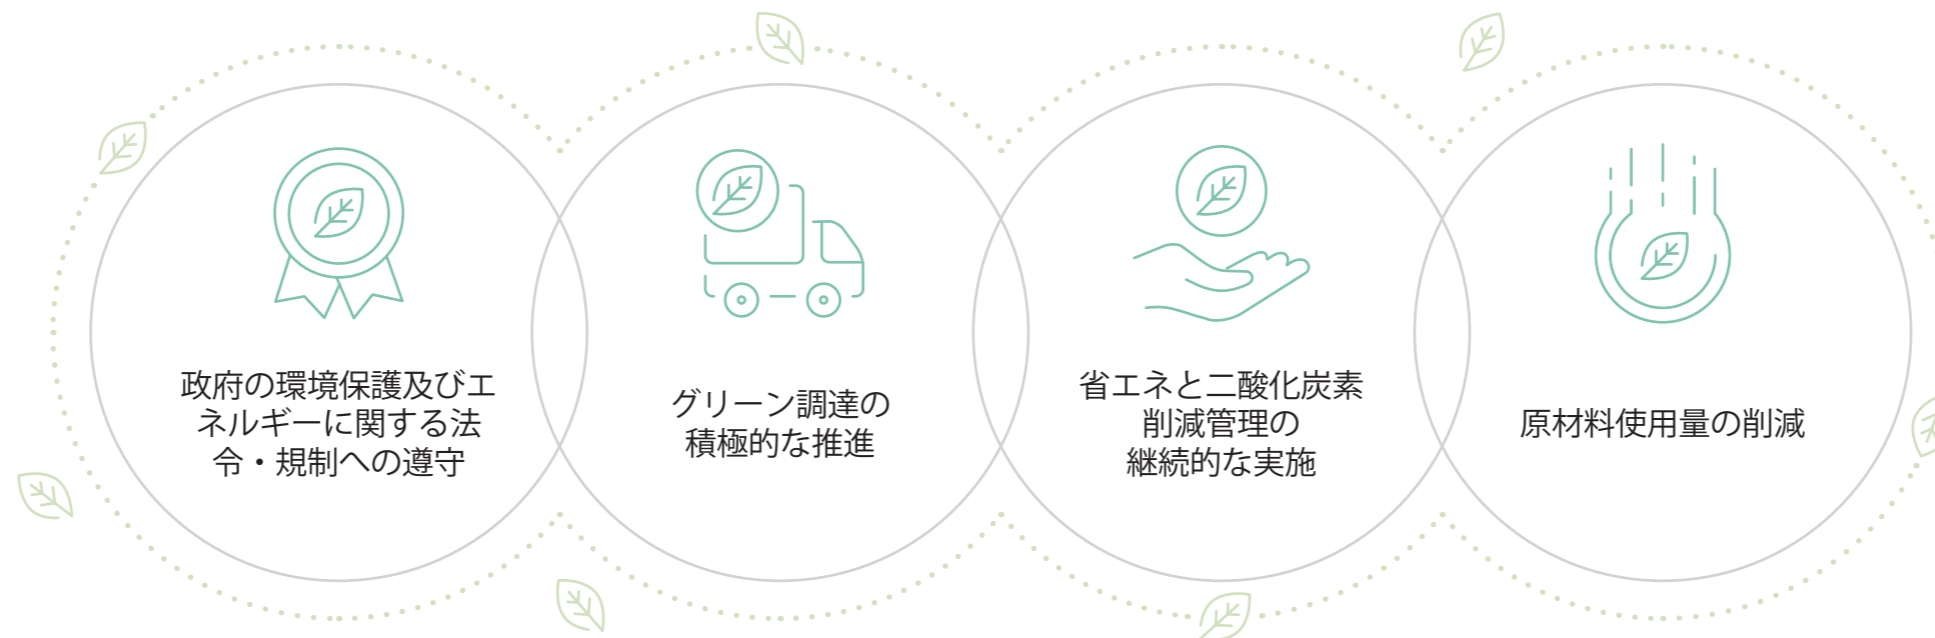 政府の環境保護及びエ
ネルギーに関する法
令・規制への遵守
グリーン調達の
積極的な推進
省エネと二酸化炭素
削減管理の
継続的な実施
原材料使用量の削減